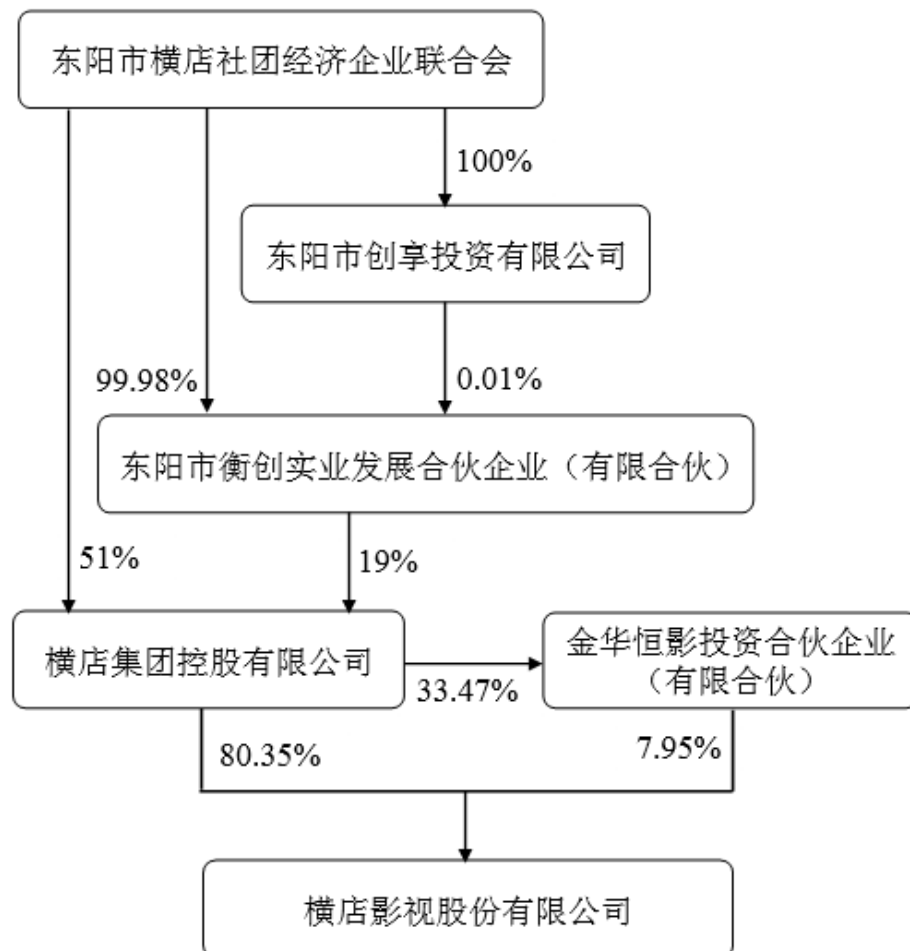 东阳市横店社团经济企业联合会
100%
东阳市创享投资有限公司
99.98%
0.01%
东阳市衡创实业发展合伙企业（有限合伙）
51%
19%
横店集团控股有限公司
金华恒影投资合伙企业
（有限合伙）
33.47%
80.35%
7.95%
横店影视股份有限公司